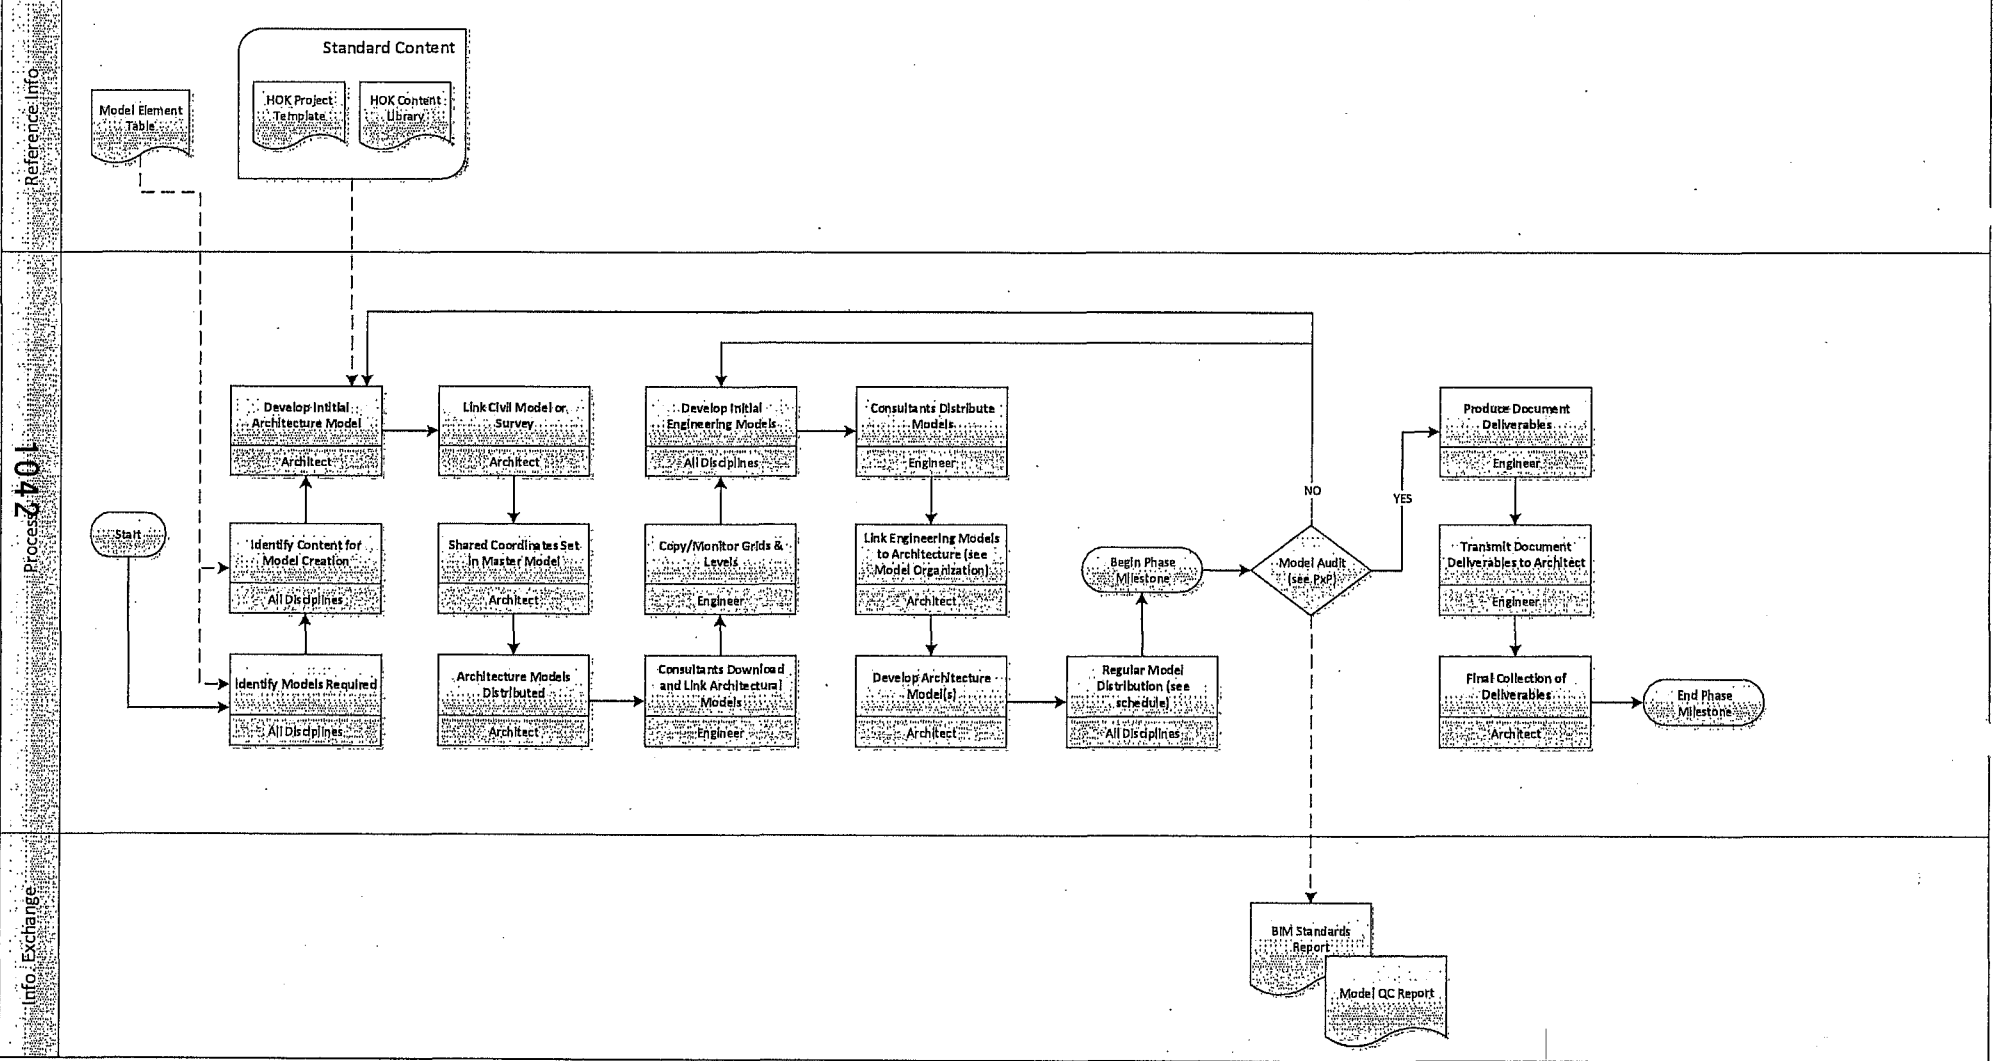 Reference Info
Standard Content
HOK Project
Template
HOK Content
Library
Model Element
Table
1042
Process
Start
Develop Intitial
Architecture Model
Architect
Identify Content for
Model Creation
All Disciplines
Identify Models Required
All Disciplines
Link Civil Model or
Survey
Architect
Shared Coordinates Set
in Master Model
Architect
Architecture Models
Distributed
Architect
Develop Initial
Engineering Models
All Disciplines
Copy/Monitor Grids &
Levels
Engineer
Consultants Download
and Link Architectural
Models
Engineer
Consultants Distribute
Models
Engineer
Link Engineering Models
to Architecture (see
Model Organization)
Architect
Develop Architecture
Model(s)
Architect
Begin Phase
Milestone
Regular Model
Distribution (see
schedule)
All Disciplines
NO
Model Audit
(see PxP)
YES
Produce Document
Deliverables
Engineer
Transmit Document
Deliverables to Architect
Engineer
Final Collection of
Deliverables
Architect
End Phase
Milestone
Info. Exchange
BIM Standards
Report
Model QC Report